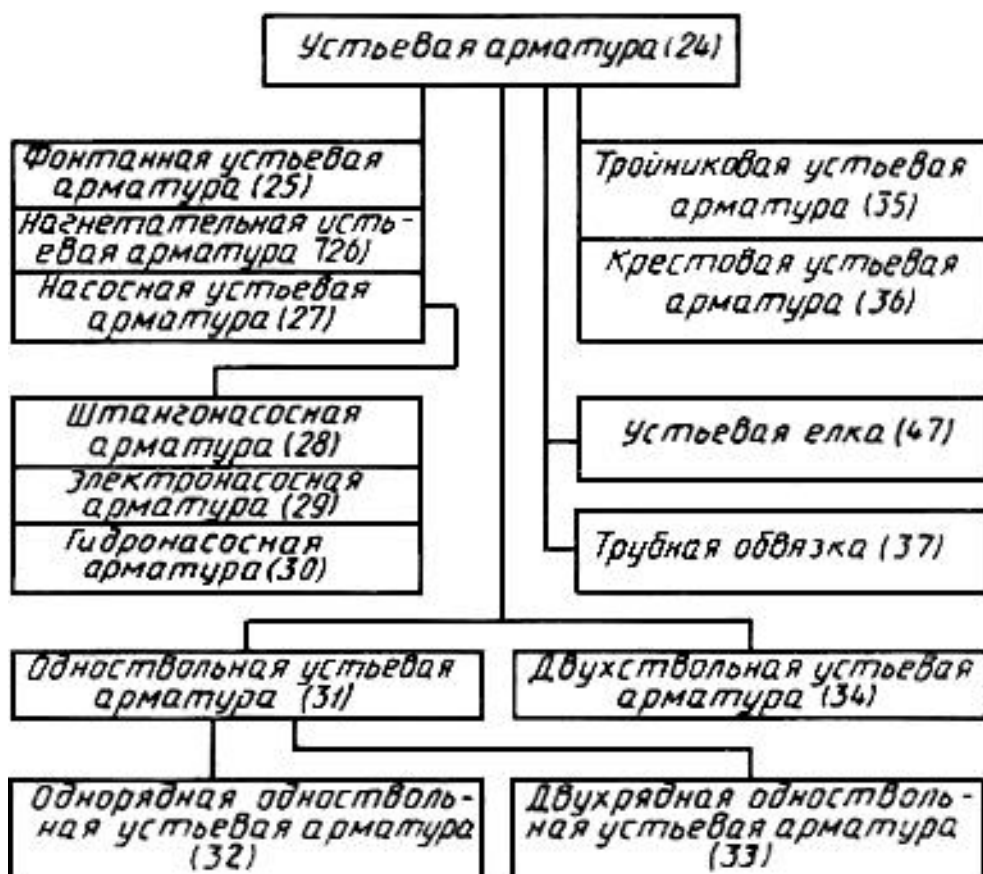 Устьевая арматура (24)
Фонтанная устьевая
арматура (25)
Нагнетательная усть-
евая арматура (26)
Насосная устьевая
арматура (27)
Тройниковая устьевая
арматура (35)
Крестовая устьевая
арматура (36)
Штангонасосная
арматура (28)
Электронасосная
арматура (29)
Гидронасосная
арматура (30)
Устьевая елка (47)
Трубная обвязка (37)
Одноствольная устьевая
арматура (31)
Двухствольная устьевая
арматура (34)
Однорядная одностволь-
ная устьевая арматура
(32)
Двухрядная одностволь-
ная устьевая арматура
(33)